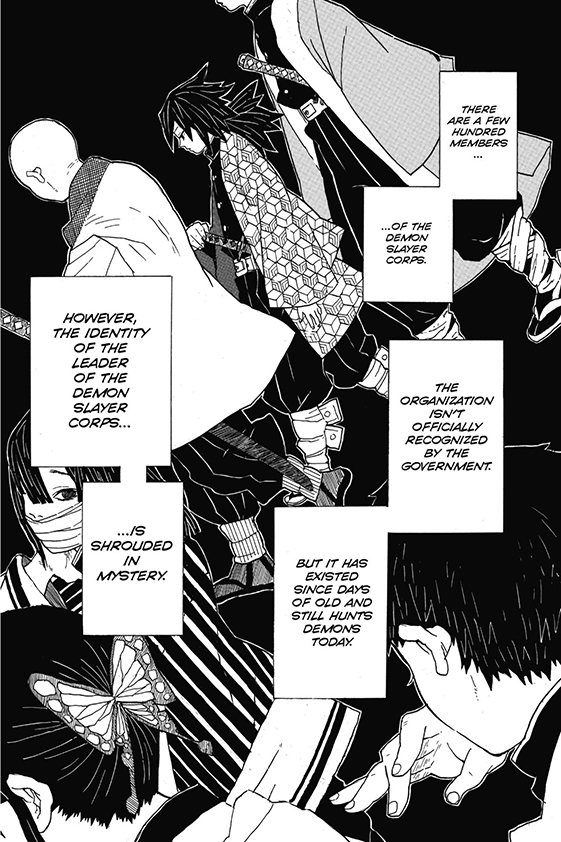 THERE
ARE A FEW
HUNDRED
MEMBERS
...
...OF THE
DEMON
SLAYER
CORPS.
THE
ORGANIZATION
ISN'T
OFFICIALLY
RECOGNIZED
BY THE
GOVERNMENT.
BUT IT HAS
EXISTED
SINCE DAYS
OF OLD AND
STILL HUNTS
DEMONS
TODAY.
HOWEVER,
THE IDENTITY
OF THE
LEADER
OF THE
DEMON
SLAYER
CORPS...
...IS
SHROUDED
IN
MYSTERY.